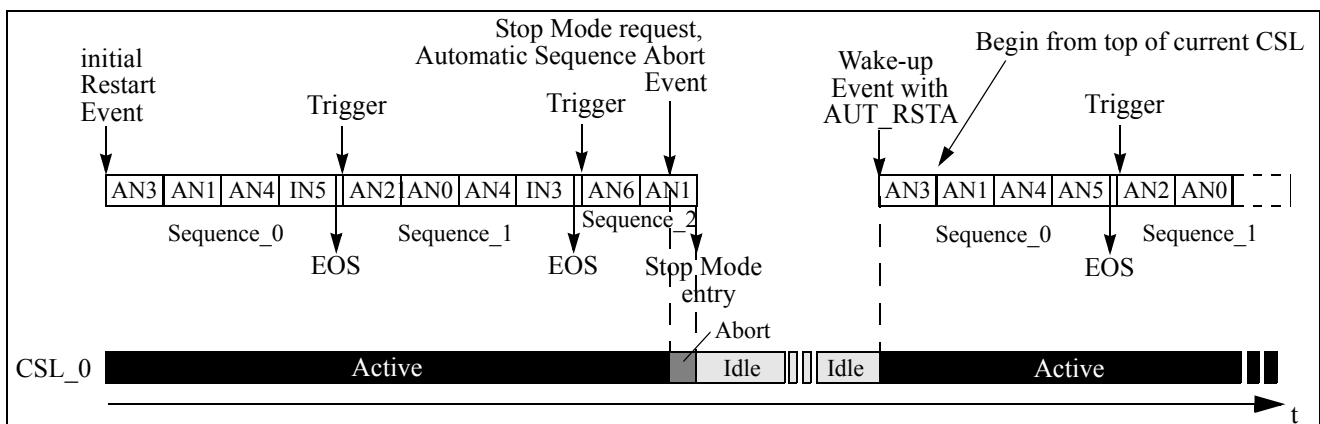 Stop Mode request,
Automatic Sequence Abort
Event
initial
Restart
Event
Trigger
Trigger
Wake-up
Event with
AUT_RSTA
Begin from top of current CSL
Trigger
AN3 AN1 AN4 IN5 AN21AN0 AN4 IN3 AN6 AN1
AN3 AN1 AN4 AN5 AN2 AN0
Sequence_0
Sequence_1
Sequence_2
Sequence_0
Sequence_1
EOS
EOS
Stop Mode
entry
EOS
Abort
CSL_0
Active
Idle
Idle
Active
t